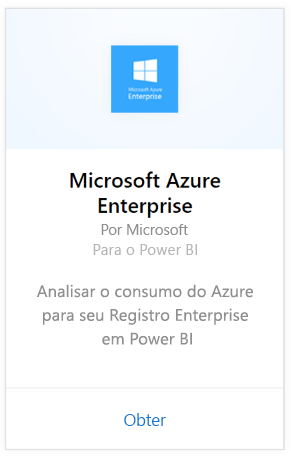 Microsoft Azure
Enterprise
Microsoft Azure
Enterprise
Por Microsoft
Para o Power BI
Analisar o consumo do Azure
para seu Registro Enterprise
em Power BI
Obter